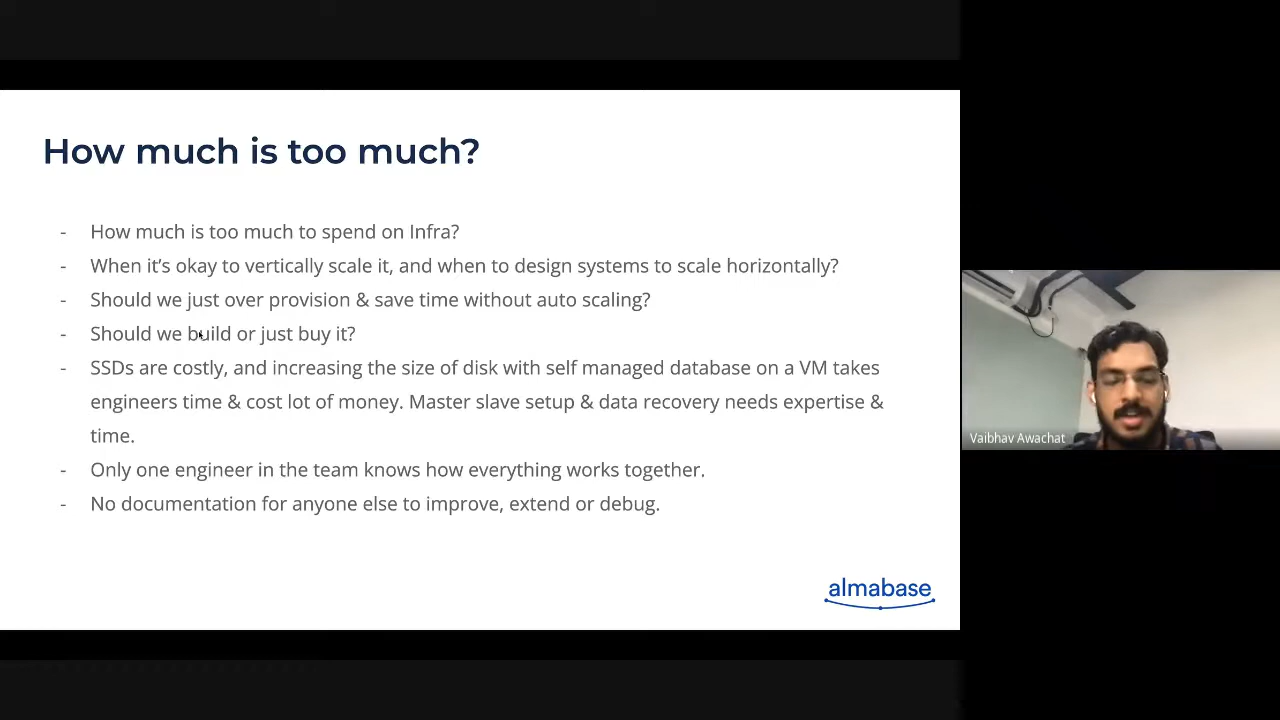 How much is too much?
- How much is too much to spend on Infra?
- When it's okay to vertically scale it, and when to design systems to scale horizontally?
- Should we just over provision & save time without auto scaling?
- Should we build or just buy it?
- SSDs are costly, and increasing the size of disk with self managed database on a VM takes
engineers time & cost lot of money. Master slave setup & data recovery needs expertise &
time.
- Only one engineer in the team knows how everything works together.
- No documentation for anyone else to improve, extend or debug.
almabase
Vaibhav Awachat